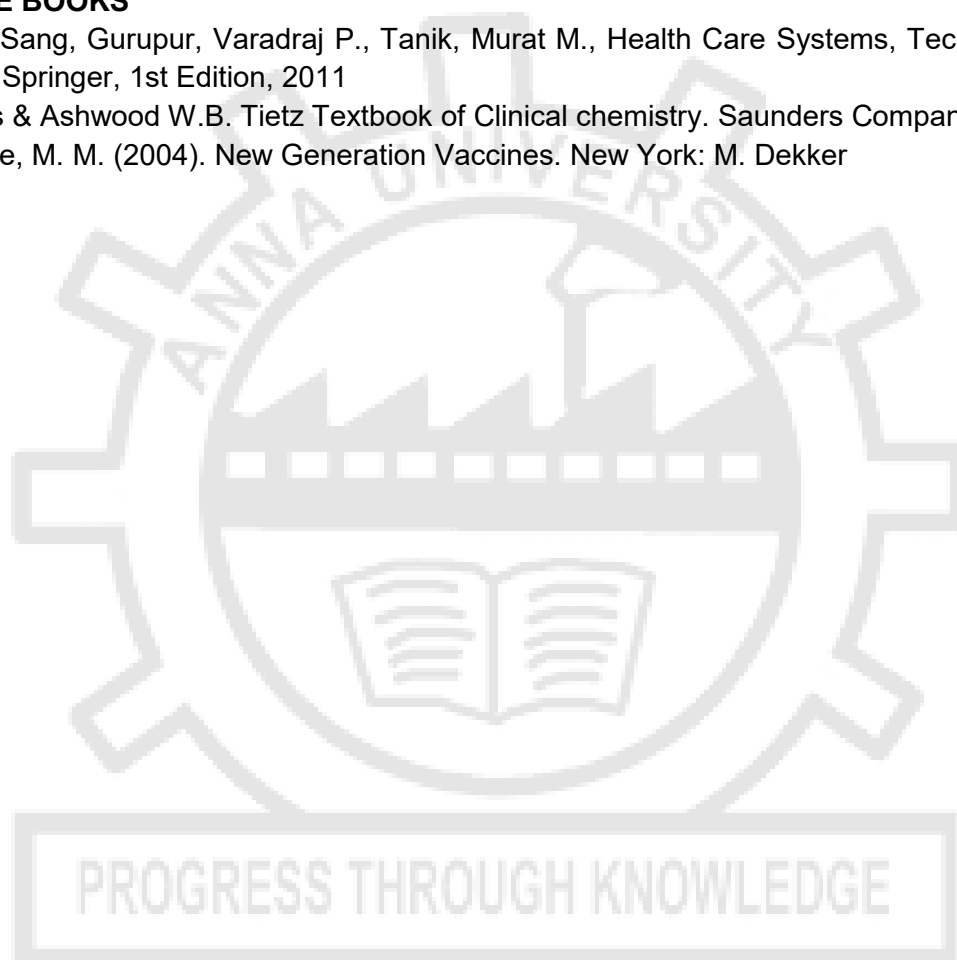 E BOOKS
Sang, Gurupur, Varadraj P., Tanik, Murat M., Health Care Systems, Tec
Springer, 1st Edition, 2011
s & Ashwood W.B. Tietz Textbook of Clinical chemistry. Saunders Compan
e, M. M. (2004). New Generation Vaccines. New York: M. Dekker
ANNA UNIVERSITY
PROGRESS THROUGH KNOWLEDGE